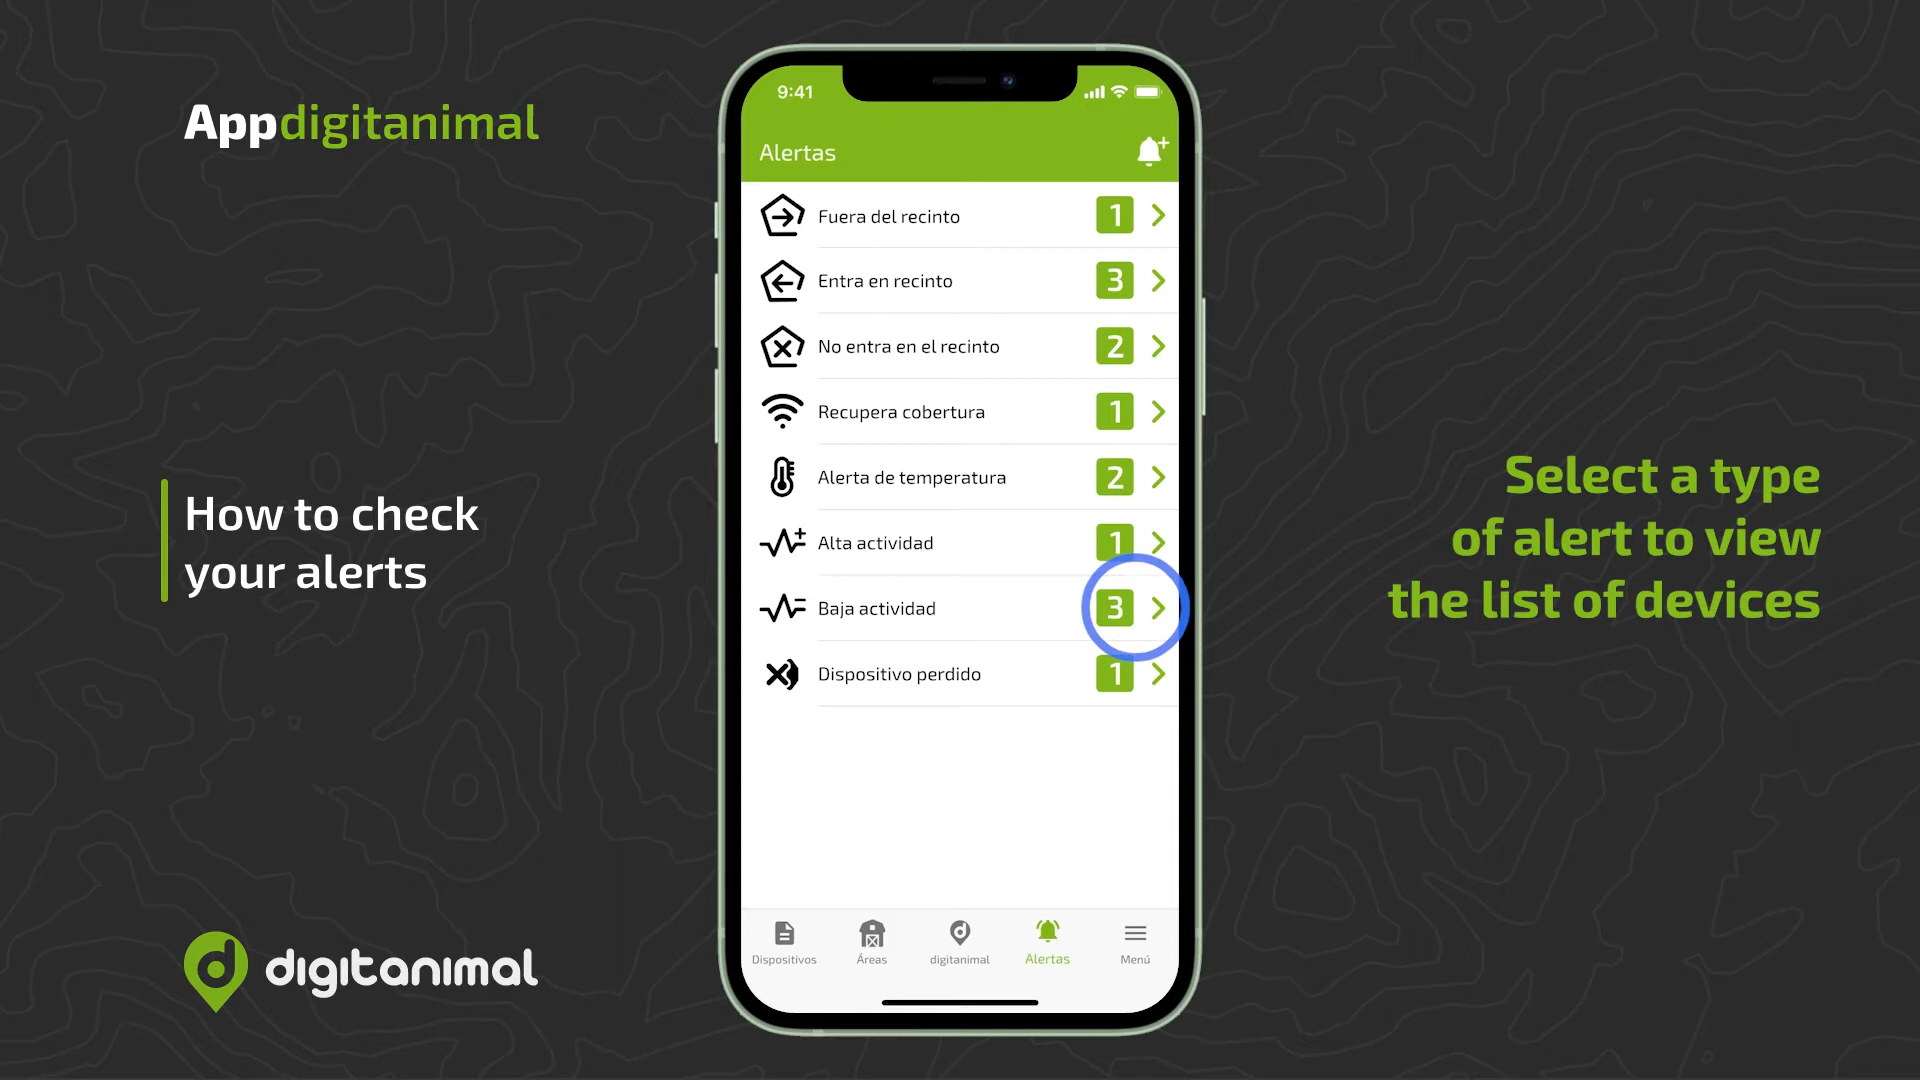 Appdigitanimal
How to check
your alerts
digitanimal
9:41
Alertas
Fuera del recinto 1
Entra en recinto 3
No entra en el recinto 2
Recupera cobertura 1
Alerta de temperatura 2
Alta actividad 1
Baja actividad 3
Dispositivo perdido 1
Dispositivos Áreas digitanimal Alertas Menú
Select a type
of alert to view
the list of devices